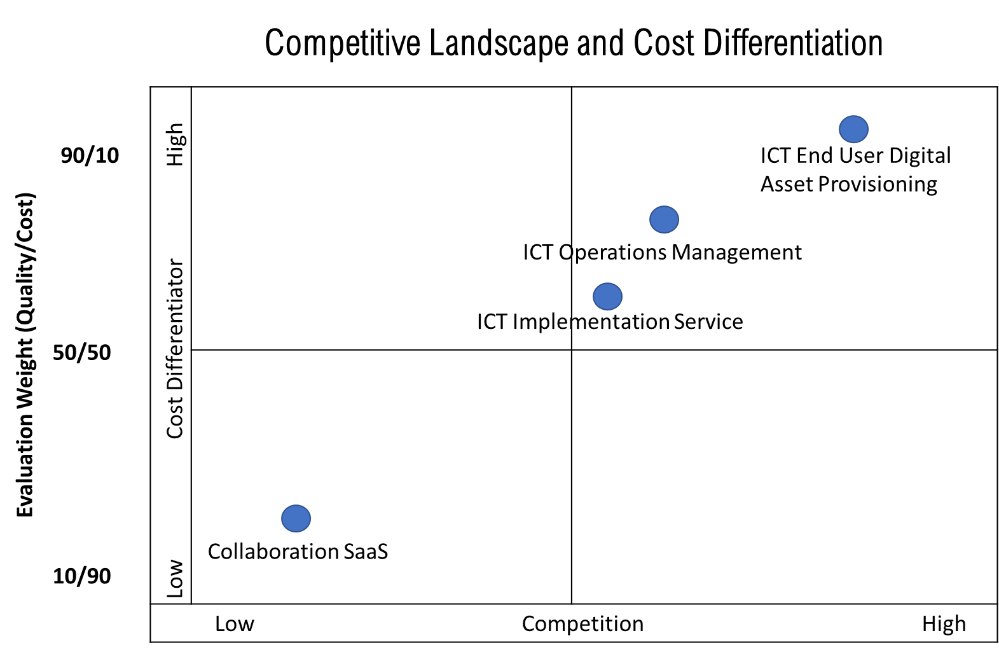 Competitive Landscape and Cost Differentiation
Evaluation Weight (Quality/Cost)
90/10
50/50
10/90
High
Cost Differentiator
Low
ICT End User Digital
Asset Provisioning
ICT Operations Management
ICT Implementation Service
Collaboration SaaS
Low
Competition
High